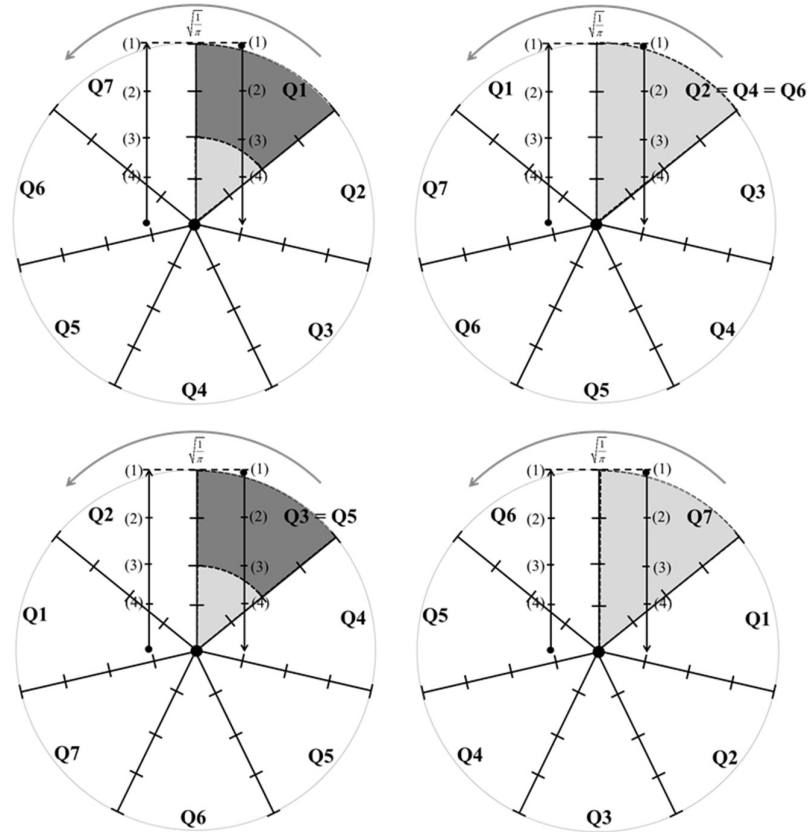 √1/π
(1) (1)
Q7 (2) (2) Q1
(3) (3)
Q6 (4) (4) Q2
Q5 Q3
Q4
√1/π
(1) (1)
Q1 (2) (2) Q2 = Q4 = Q6
(3) (3)
Q7 (4) (4) Q3
Q6 Q4
Q5
√1/π
(1) (1)
Q2 (2) (2) Q3 = Q5
(3) (3)
Q1 (4) (4) Q4
Q7 Q5
Q6
√1/π
(1) (1)
Q6 (2) (2) Q7
(3) (3)
Q5 (4) (4) Q1
Q4 Q2
Q3